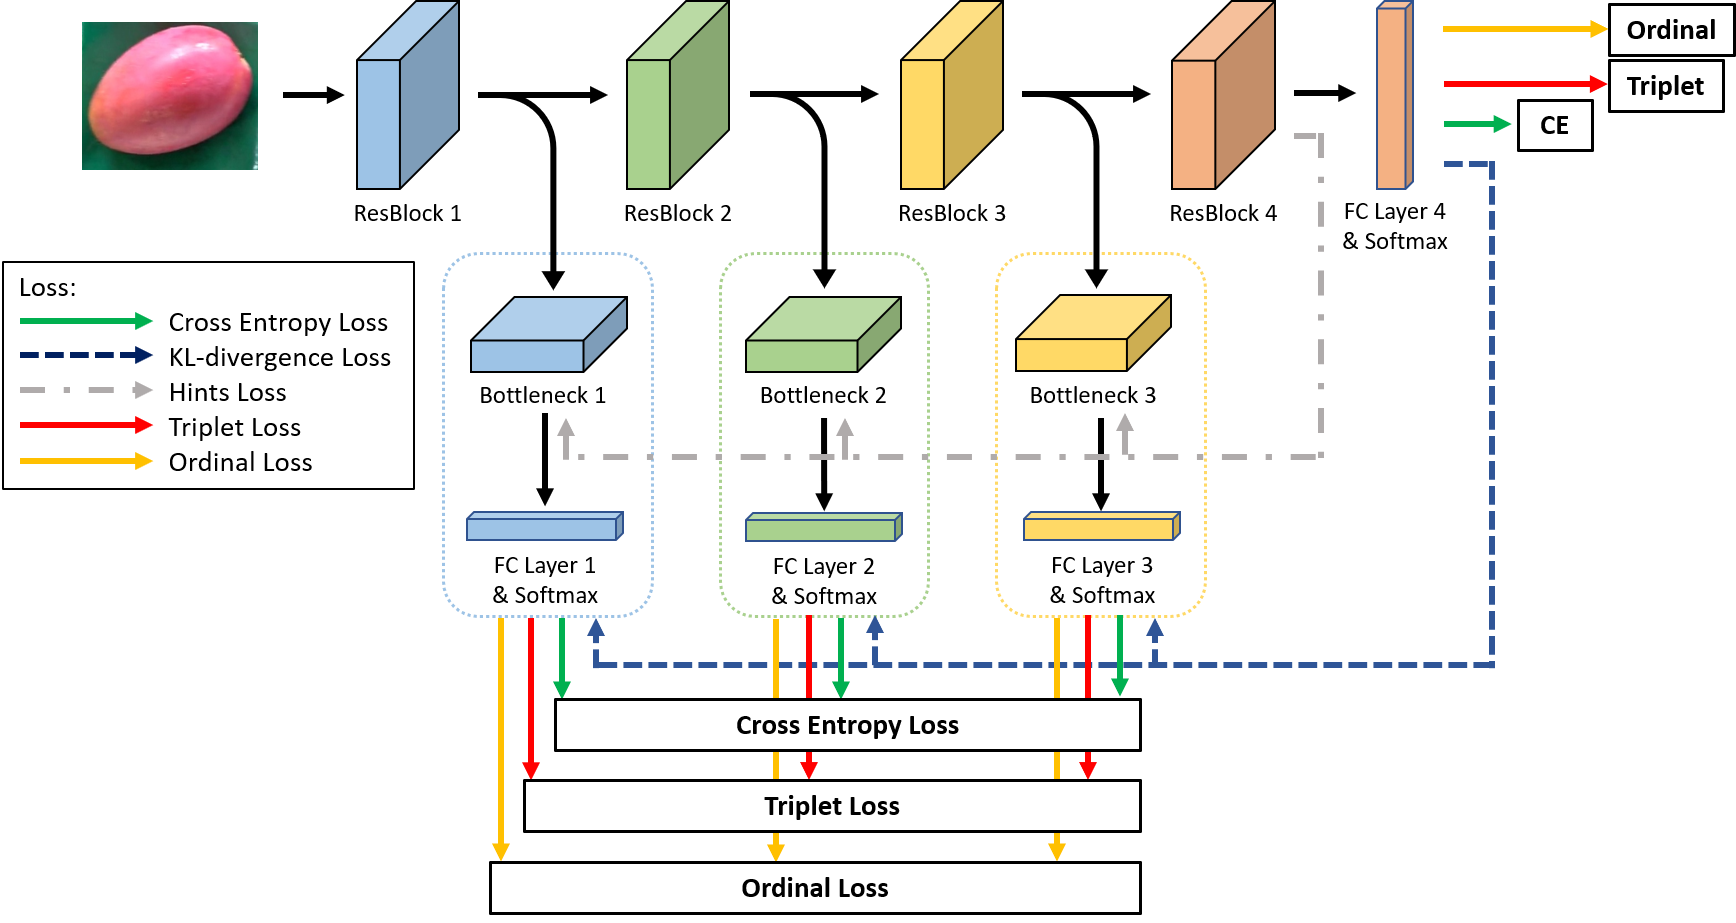 Ordinal
Triplet
CE
ResBlock 1
ResBlock 2
ResBlock 3
ResBlock 4
FC Layer 4
& Softmax
Loss:
Cross Entropy Loss
KL-divergence Loss
Hints Loss
Triplet Loss
Ordinal Loss
Bottleneck 1
Bottleneck 2
Bottleneck 3
FC Layer 1
& Softmax
FC Layer 2
& Softmax
FC Layer 3
& Softmax
Cross Entropy Loss
Triplet Loss
Ordinal Loss